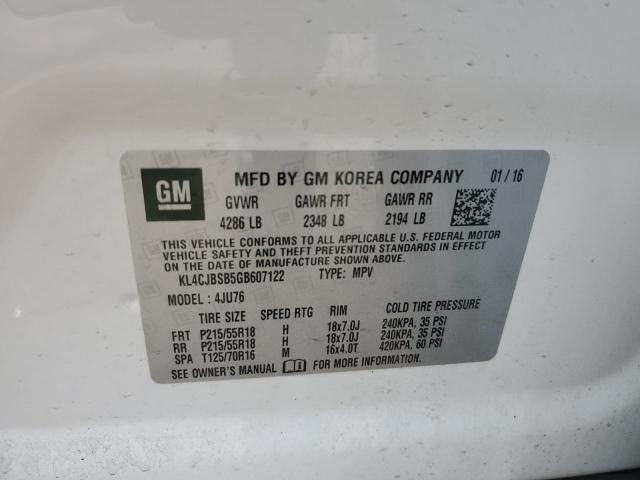 GM MFD BY GM KOREA COMPANY 01/16
GVWR GAWR FRT GAWR RR
4286 LB 2348 LB 2194 LB
THIS VEHICLE CONFORMS TO ALL APPLICABLE U.S. FEDERAL MOTOR
VEHICLE SAFETY AND THEFT PREVENTION STANDARDS IN EFFECT
ON THE DATE OF MANUFACTURE SHOWN ABOVE.
KL4CJBSB5GB607122 TYPE: MPV
MODEL : 4JU76
TIRE SIZE SPEED RTG RIM COLD TIRE PRESSURE
FRT P215/55R18 H 18x7.0J 240KPA, 35 PSI
RR P215/55R18 H 18x7.0J 240KPA, 35 PSI
SPA T125/70R16 M 16x4.0T 420KPA, 60 PSI
SEE OWNER'S MANUAL FOR MORE INFORMATION.